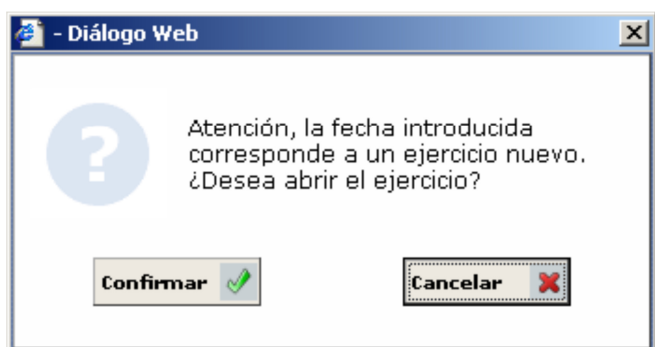 - Diálogo Web
Atención, la fecha introducida
corresponde a un ejercicio nuevo.
¿Desea abrir el ejercicio?
Confirmar
Cancelar